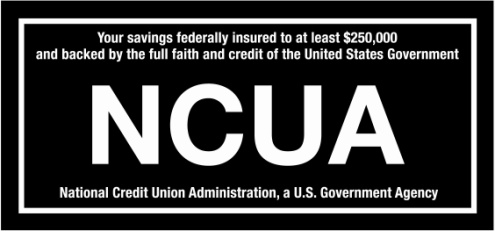 Your savings federally insured to at least $250,000
and backed by the full faith and credit of the United States Government
NCUA
National Credit Union Administration, a U.S. Government Agency